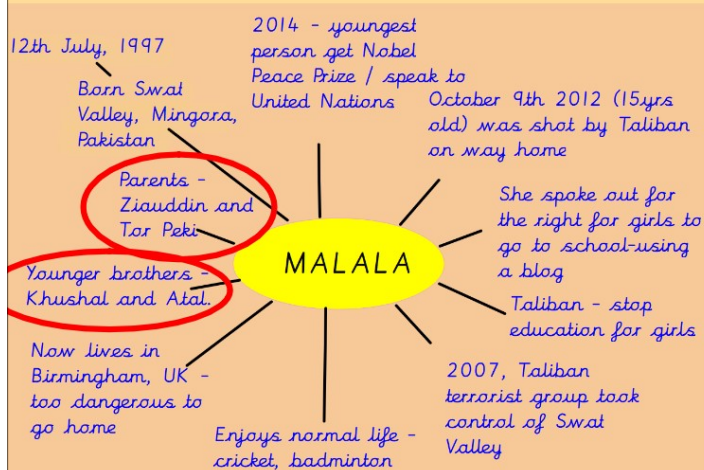 12th July, 1997
Born Swat
Valley, Mingora,
Pakistan
Parents -
Ziauddin and
Tor Peki
Younger brothers -
Khushal and Atal.
Now lives in
Birmingham, UK -
too dangerous to
go home
2014 - youngest
person get Nobel
Peace Prize / speak to
United Nations
October 9th 2012 (15yrs
old) was shot by Taliban
on way home
She spoke out for
the right for girls to
go to school-using
a blog
MALALA
Taliban - stop
education for girls
2007, Taliban
terrorist group took
control of Swat
Valley
Enjoys normal life -
cricket, badminton